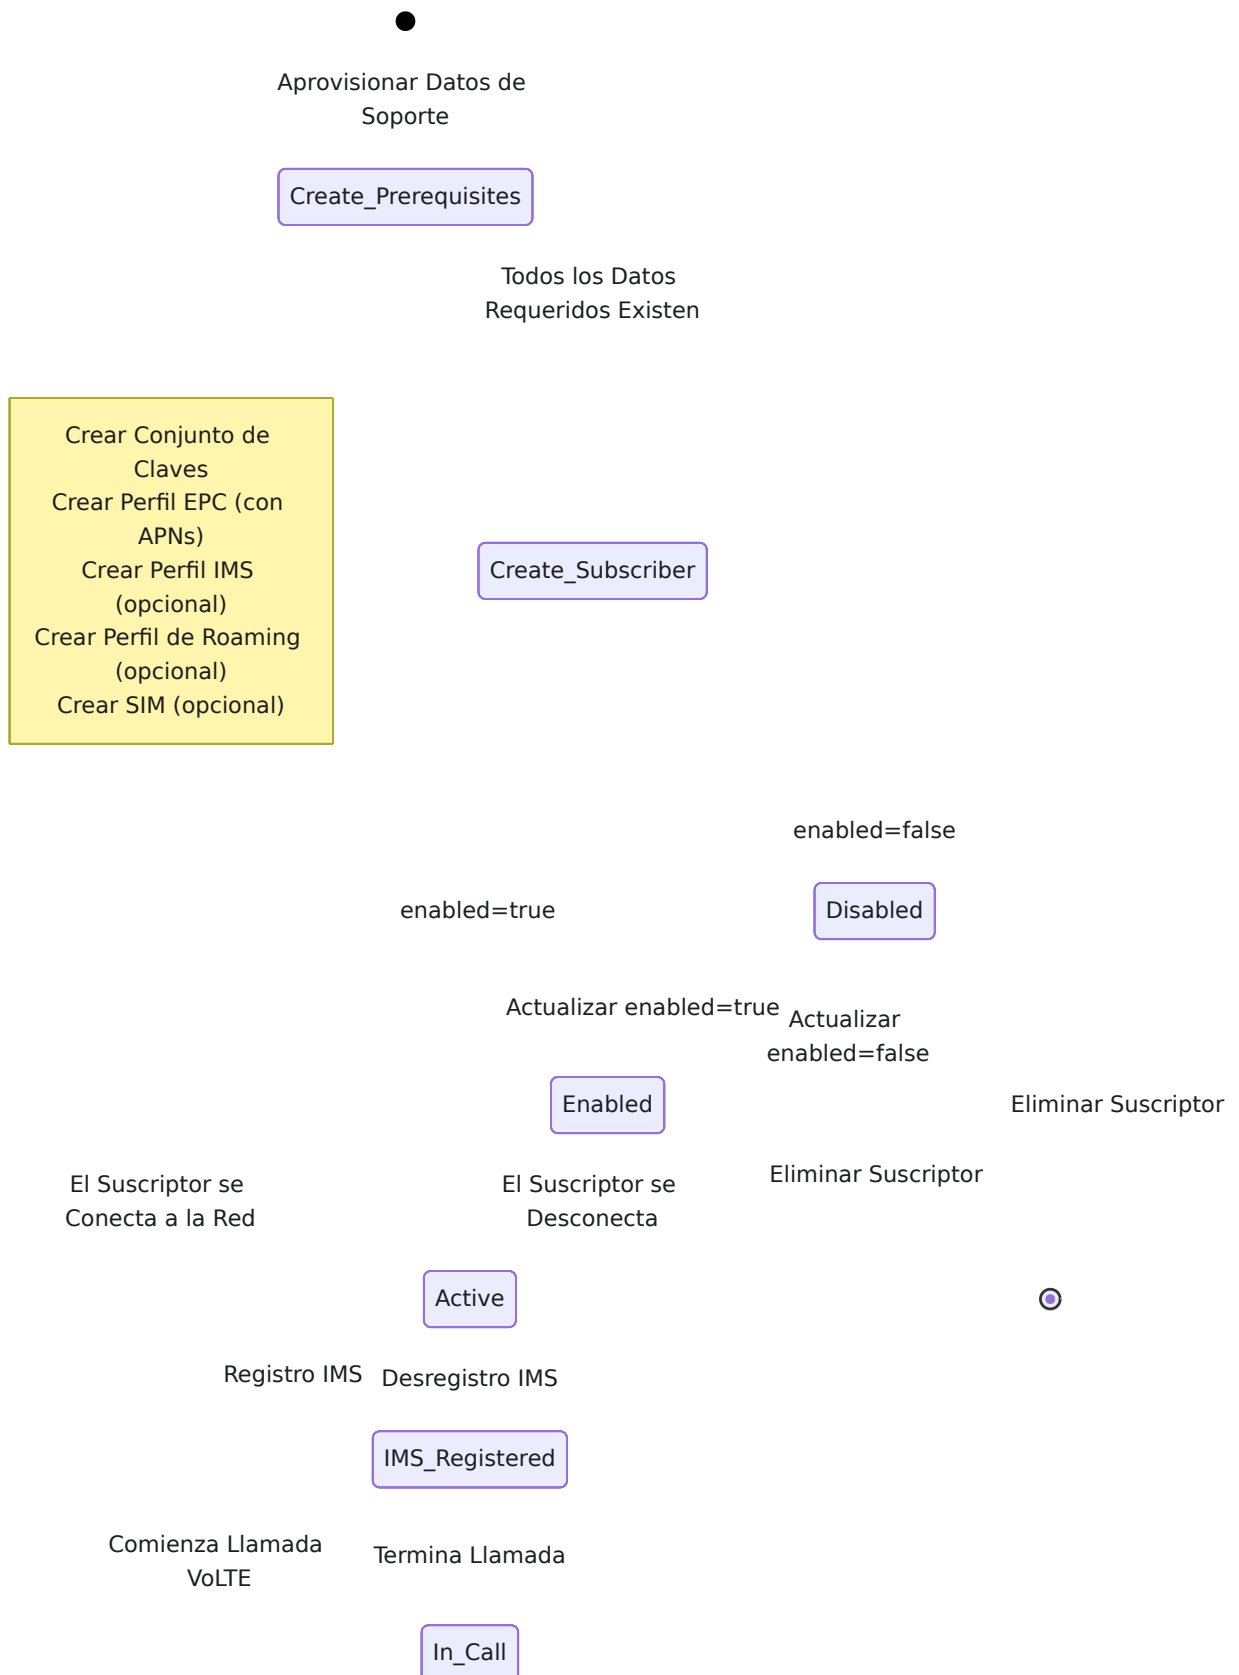 Aprovisionar Datos de
Soporte
Create_Prerequisites
Todos los Datos
Requeridos Existen
Crear Conjunto de
Claves
Crear Perfil EPC (con
APNs)
Crear Perfil IMS
(opcional)
Crear Perfil de Roaming
(opcional)
Crear SIM (opcional)
Create_Subscriber
enabled=false
enabled=true
Disabled
Actualizar enabled=true
Actualizar
enabled=false
Enabled
Eliminar Suscriptor
Eliminar Suscriptor
El Suscriptor se
Conecta a la Red
El Suscriptor se
Desconecta
Active
Registro IMS
Desregistro IMS
IMS_Registered
Comienza Llamada
VoLTE
Termina Llamada
In_Call